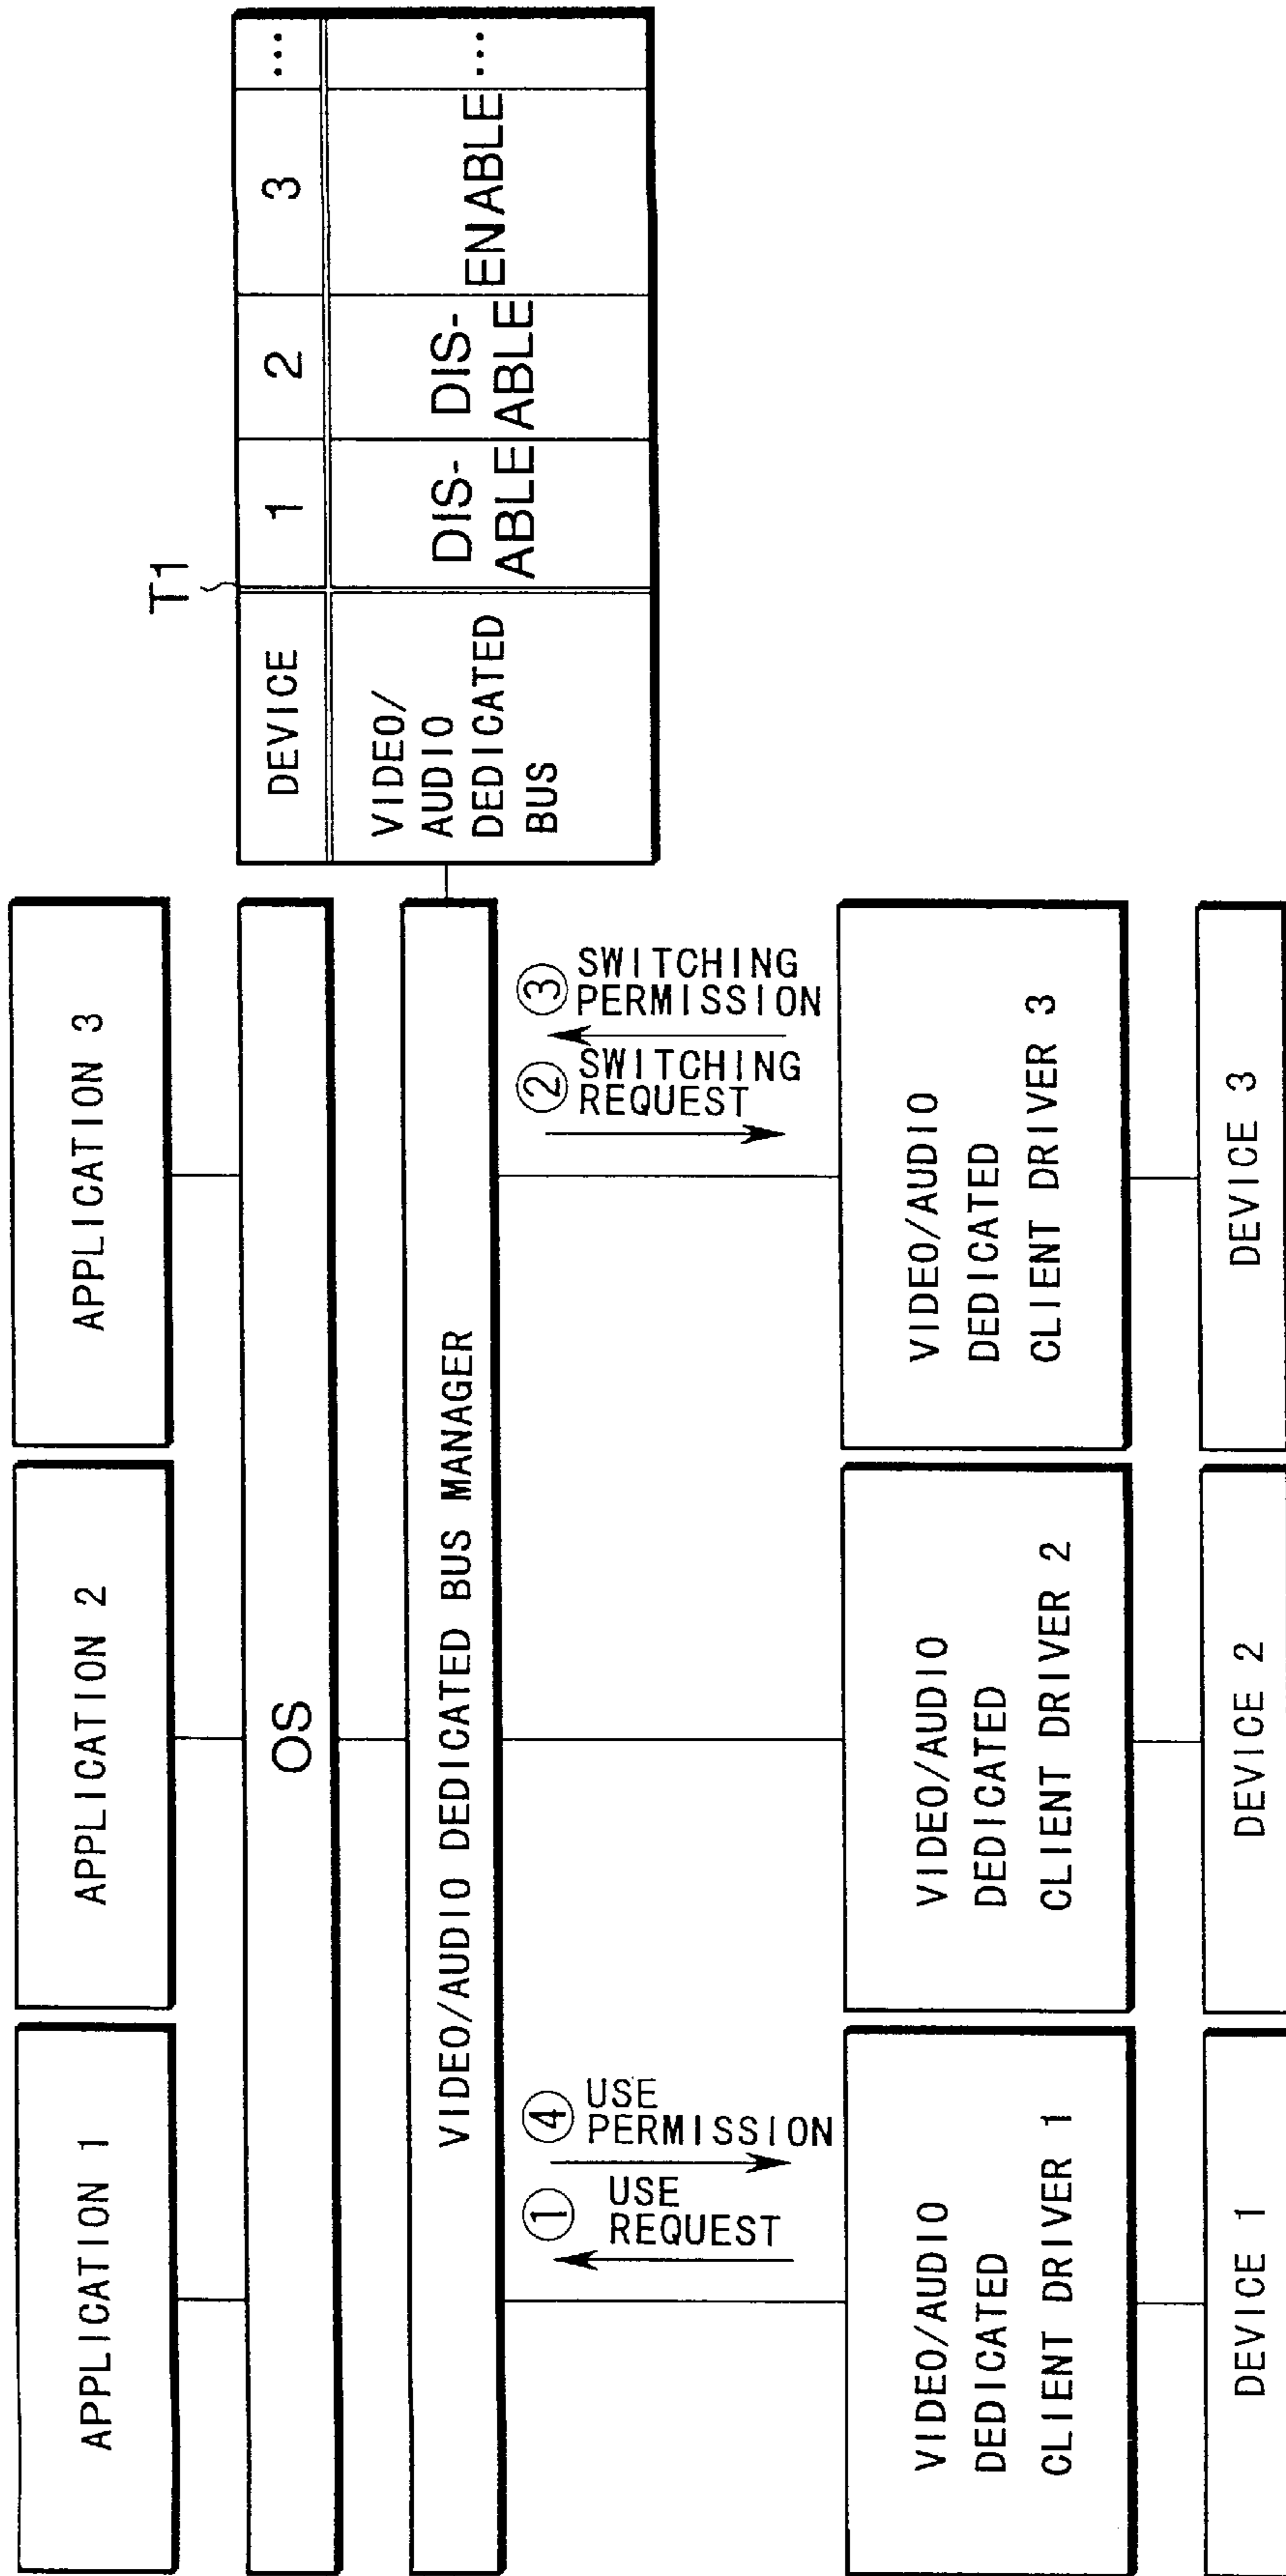 APPLICATION 1
APPLICATION 2
APPLICATION 3
OS
VIDEO/AUDIO DEDICATED BUS MANAGER
T1
DEVICE
1
2
3
...
VIDEO/
AUDIO
DEDICATED
BUS
DIS-
ABLE
DIS-
ABLE
ENABLE
...
① USE
REQUEST
④ USE
PERMISSION
② SWITCHING
REQUEST
③ SWITCHING
PERMISSION
VIDEO/AUDIO
DEDICATED
CLIENT DRIVER 1
VIDEO/AUDIO
DEDICATED
CLIENT DRIVER 2
VIDEO/AUDIO
DEDICATED
CLIENT DRIVER 3
DEVICE 1
DEVICE 2
DEVICE 3